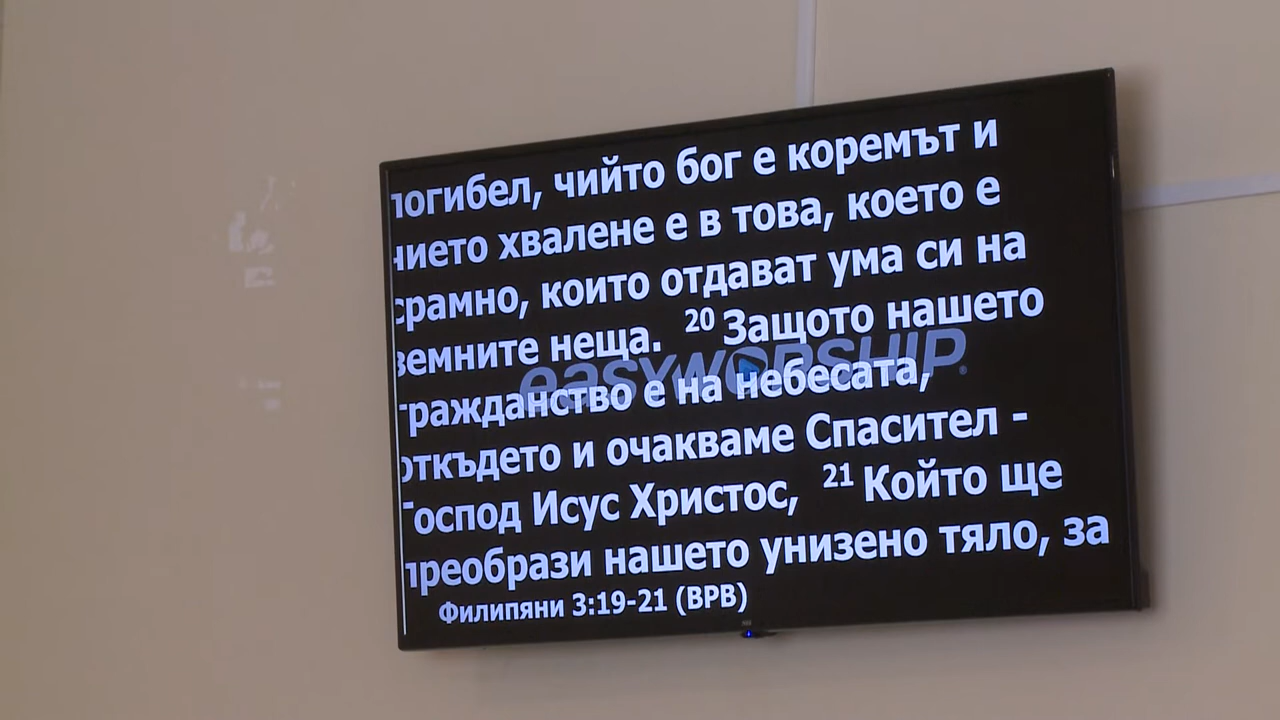 погибел, чийто бог е коремът и
чието хвалене е в това, което е
срамно, които отдават ума си на
земните неща. 20 Защото нашето
easyworship®
гражданство е на небесата,
откъдето и очакваме Спасител -
Господ Исус Христос, 21 Който ще
преобрази нашето унизено тяло, за
Филипяни 3:19-21 (ВРВ)